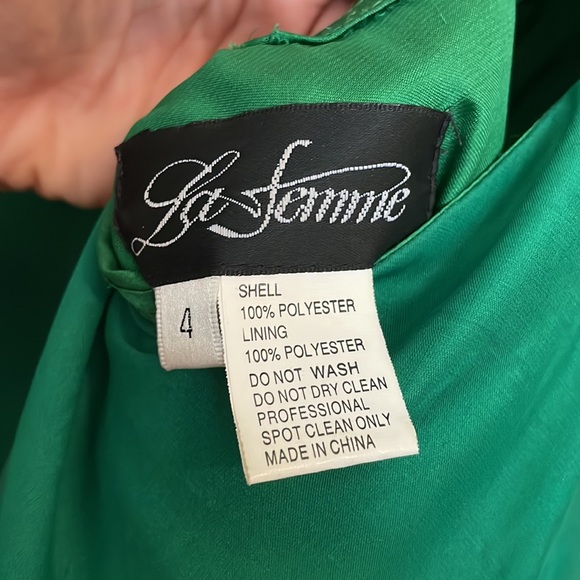 La Femme
4
SHELL
100% POLYESTER
LINING
100% POLYESTER
DO NOT WASH
DO NOT DRY CLEAN
PROFESSIONAL
SPOT CLEAN ONLY
MADE IN CHINA